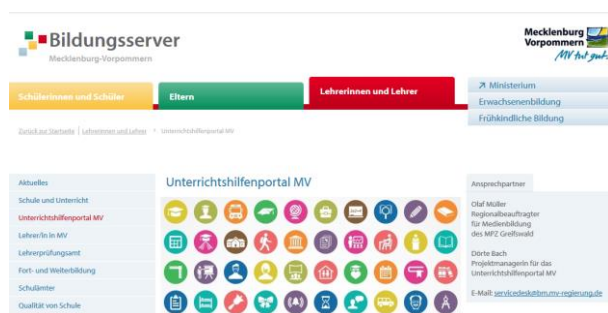 Bildungsserver
Mecklenburg-Vorpommern
Mecklenburg
Vorpommern
MV tut gut.
Schülerinnen und Schüler
Eltern
Lehrerinnen und Lehrer
Ministerium
Erwachsenenbildung
Frühkindliche Bildung
Zurück zur Startseite | Lehrerinnen und Lehrer > Unterrichtshilfenportal MV
Aktuelles
Schule und Unterricht
Unterrichtshilfenportal MV
Lehrer/in in MV
Lehrerprüfungsamt
Fort- und Weiterbildung
Schulämter
Qualität von Schule
Unterrichtshilfenportal MV
Ansprechpartner
Olaf Müller
Regionalbeauftragter
für Medienbildung
des MPZ Greifswald
Dörte Bach
Projektmanagerin für das
Unterrichtshilfenportal MV
E-Mail: servicedesk@bm.mv-regierung.de